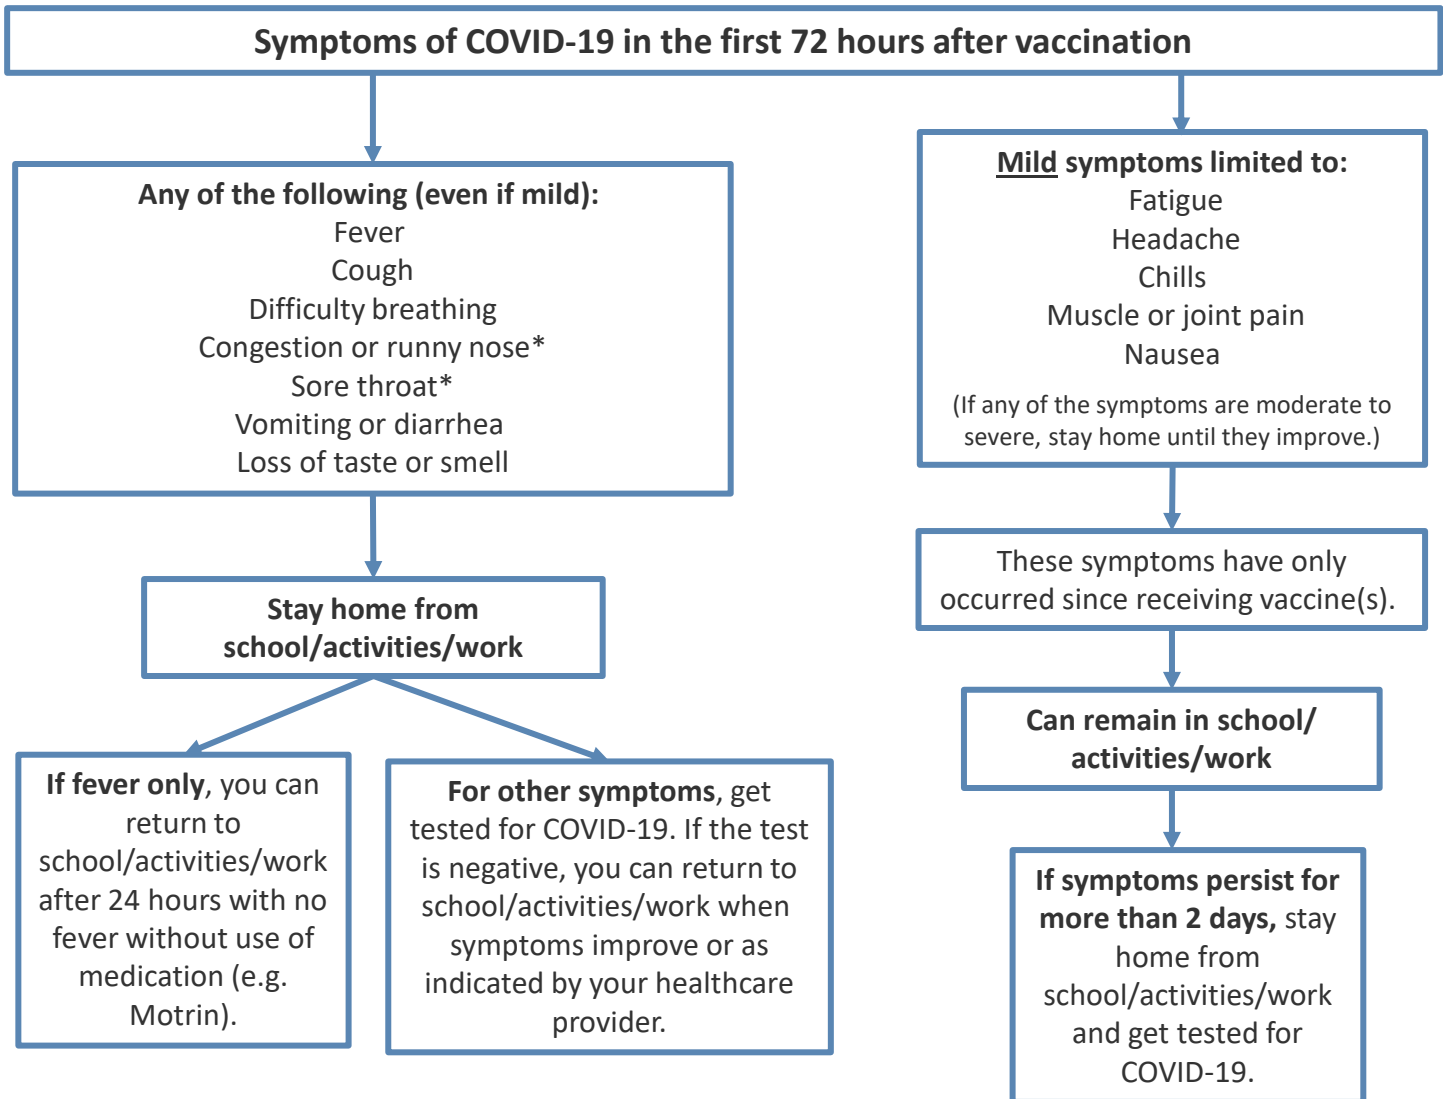 Symptoms of COVID-19 in the first 72 hours after vaccination
Any of the following (even if mild):
Fever
Cough
Difficulty breathing
Congestion or runny nose*
Sore throat*
Vomiting or diarrhea
Loss of taste or smell
Stay home from
school/activities/work
If fever only, you can
return to
school/activities/work
after 24 hours with no
fever without use of
medication (e.g.
Motrin).
For other symptoms, get
tested for COVID-19. If the test
is negative, you can return to
school/activities/work when
symptoms improve or as
indicated by your healthcare
provider.
Mild symptoms limited to:
Fatigue
Headache
Chills
Muscle or joint pain
Nausea
(If any of the symptoms are moderate to
severe, stay home until they improve.)
These symptoms have only
occurred since receiving vaccine(s).
Can remain in school/
activities/work
If symptoms persist for
more than 2 days, stay
home from
school/activities/work
and get tested for
COVID-19.